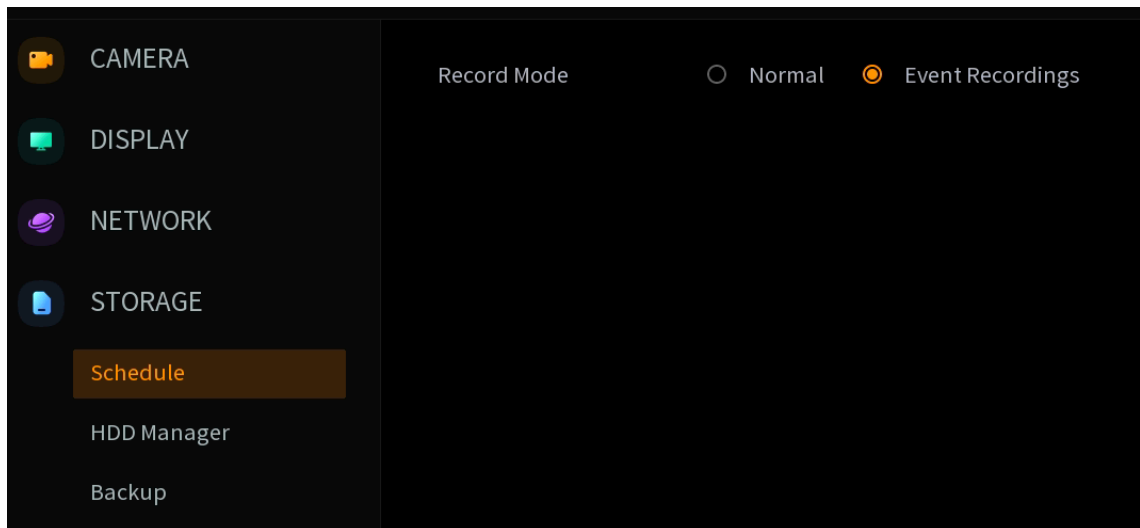 CAMERA
DISPLAY
NETWORK
STORAGE
Schedule
HDD Manager
Backup
Record Mode Normal Event Recordings